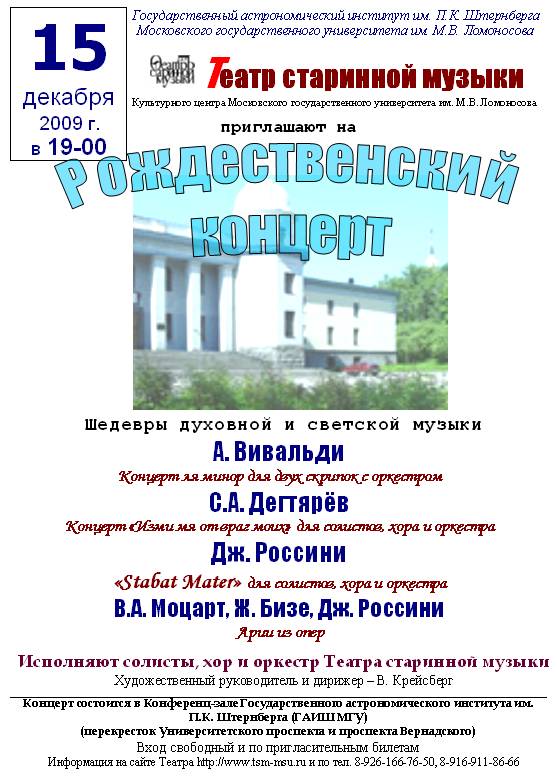 15
декабря
2009 г.
в 19-00
Государственный астрономический институт им. П.К. Штернберга
Московского государственного университета им. М.В. Ломоносова
Театр
старинной
музыки
Театр старинной музыки
Культурного центра Московского государственного университета им. М.В.Ломоносова
приглашают на
Рождественский
концерт
Шедевры духовной и светской музыки
А. Вивальди
Концерт ля минор для двух скрипок с оркестром
С.А. Дегтярёв
Концерт «Изми мя от враг моих» для солистов, хора и оркестра
Дж. Россини
«Stabat Mater» для солистов, хора и оркестра
В.А. Моцарт, Ж. Бизе, Дж. Россини
Арии из опер
Исполняют солисты, хор и оркестр Театра старинной музыки
Художественный руководитель и дирижер – В. Крейсберг
Концерт состоится в Конференц-зале Государственного астрономического института им.
П.К. Штернберга (ГАИШ МГУ)
(перекресток Университетского проспекта и проспекта Вернадского)
Вход свободный и по пригласительным билетам
Информация на сайте Театра http://www.tsm-msu.ru и по тел. 8-926-166-76-50, 8-916-911-86-66